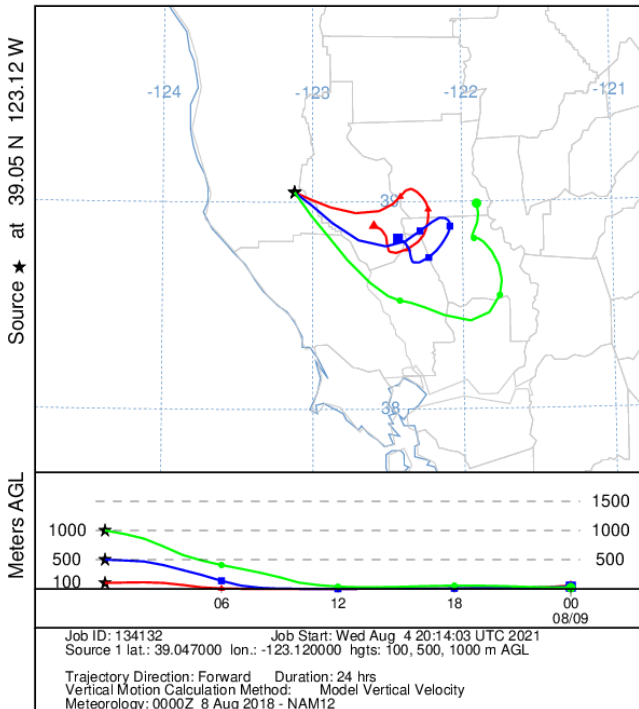 Source ★ at 39.05 N 123.12 W
-124
-123
-122
-121
39
38
Meters AGL
1500
1000
1000
500
500
100
06
12
18
00
08/09
Job ID: 134132 Job Start: Wed Aug 4 20:14:03 UTC 2021
Source 1 lat.: 39.047000 lon.: -123.120000 hgts: 100, 500, 1000 m AGL
Trajectory Direction: Forward Duration: 24 hrs
Vertical Motion Calculation Method: Model Vertical Velocity
Meteorology: 0000Z 8 Aug 2018 - NAM12